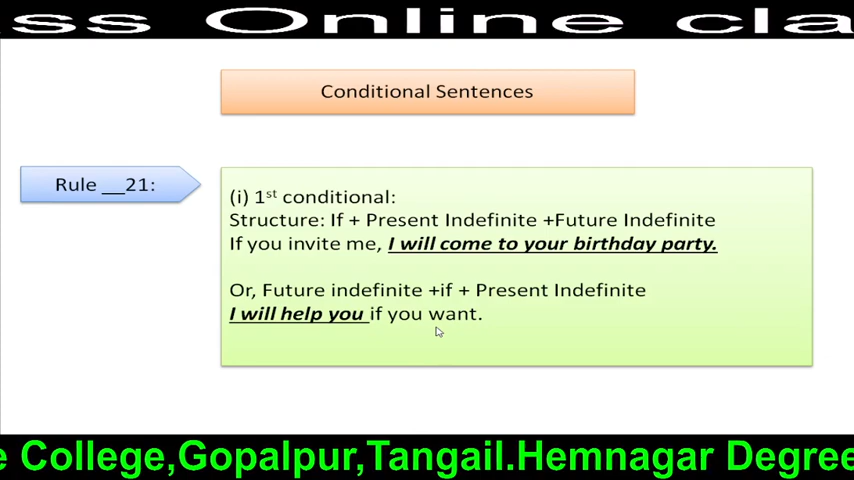 ss Online cla
Conditional Sentences
Rule __21:
(i) 1st conditional:
Structure: If + Present Indefinite +Future Indefinite
If you invite me, I will come to your birthday party.
Or, Future indefinite +if + Present Indefinite
I will help you if you want.
e College,Gopalpur,Tangail.Hemnagar Degree